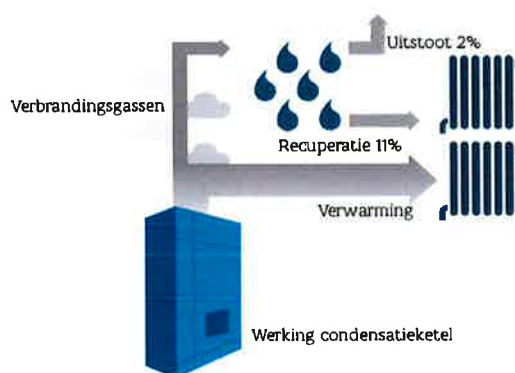 Uitstoot 2%
Verbrandingsgassen
Recuperatie 11%
Verwarming
Werking condensatieketel